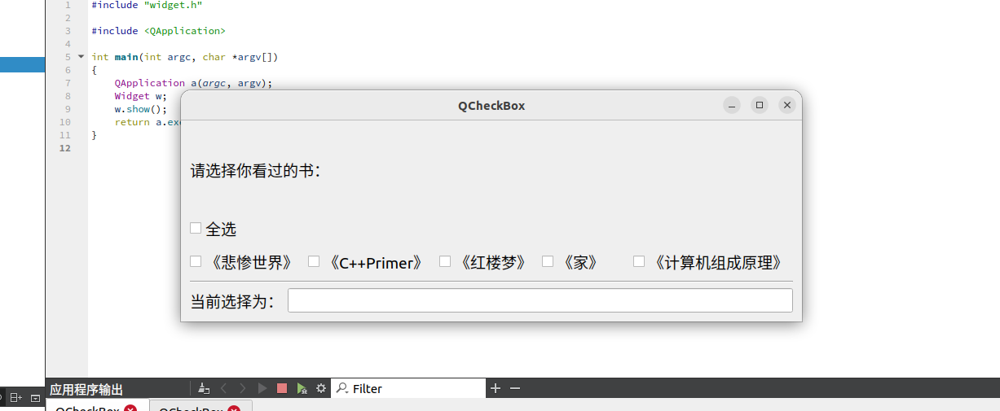 1 #include "widget.h"
2
3 #include <QApplication>
4
5 int main(int argc, char *argv[])
6 {
7 QApplication a(argc, argv);
8 Widget w;
9 w.show();
10 return a.exe
11 }
12
QCheckBox
请选择你看过的书：
全选
《悲惨世界》 《C++Primer》 《红楼梦》 《家》 《计算机组成原理》
当前选择为：
应用程序输出 Filter
QCheckBox QCheckBox